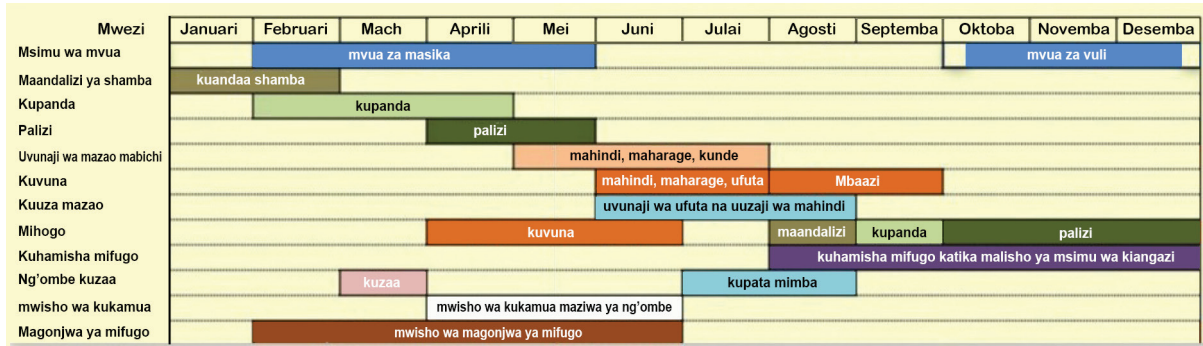 Mwezi Januari Februari Mach Aprili Mei Juni Julai Agosti Septemba Oktoba Novemba Desemba
Msimu wa mvua mvua za masika mvua za vuli
Maandalizi ya shamba kuandaa shamba
Kupanda kupanda
Palizi palizi
Uvunaji wa mazao mabichi mahindi, maharage, kunde
Kuvuna mahindi, maharage, ufuta Mbaazi
Kuuza mazao uvunaji wa ufuta na uuzaji wa mahindi
Mihogo kuvuna maandalizi kupanda palizi
Kuhamisha mifugo kuhamisha mifugo katika malisho ya msimu wa kiangazi
Ng'ombe kuzaa kuzaa kupata mimba
mwisho wa kukamua mwisho wa kukamua maziwa ya ng'ombe
Magonjwa ya mifugo mwisho wa magonjwa ya mifugo